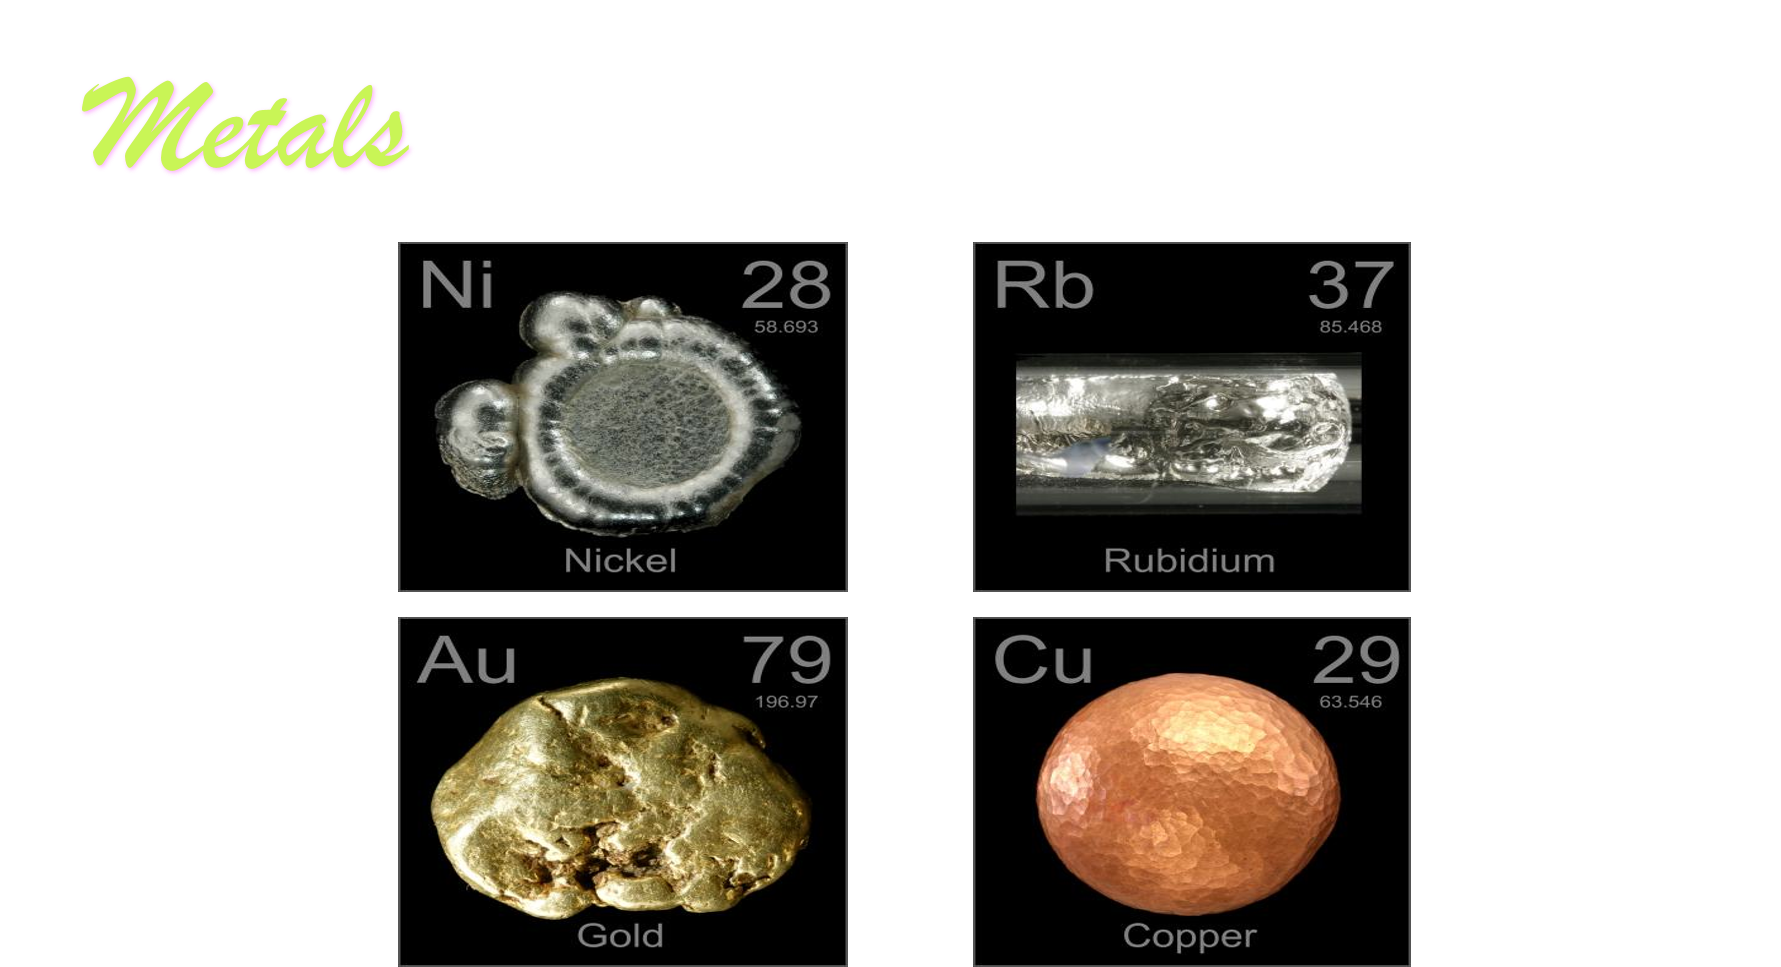 Metals
Ni 28
58.693
Nickel
Rb 37
85.468
Rubidium
Au 79
196.97
Gold
Cu 29
63.546
Copper